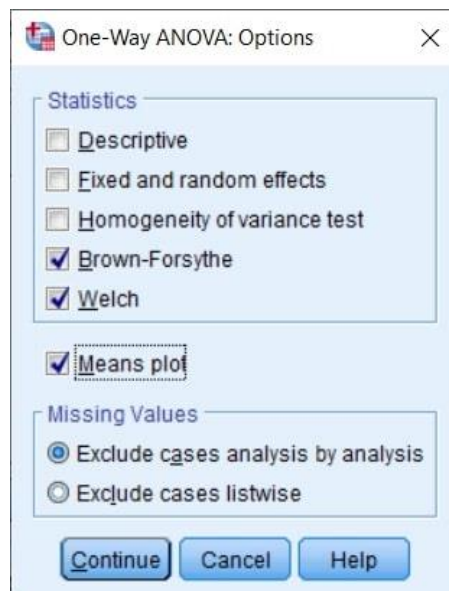 One-Way ANOVA: Options
Statistics
Descriptive
Fixed and random effects
Homogeneity of variance test
Brown-Forsythe
Welch
Means plot
Missing Values
Exclude cases analysis by analysis
Exclude cases listwise
Continue Cancel Help